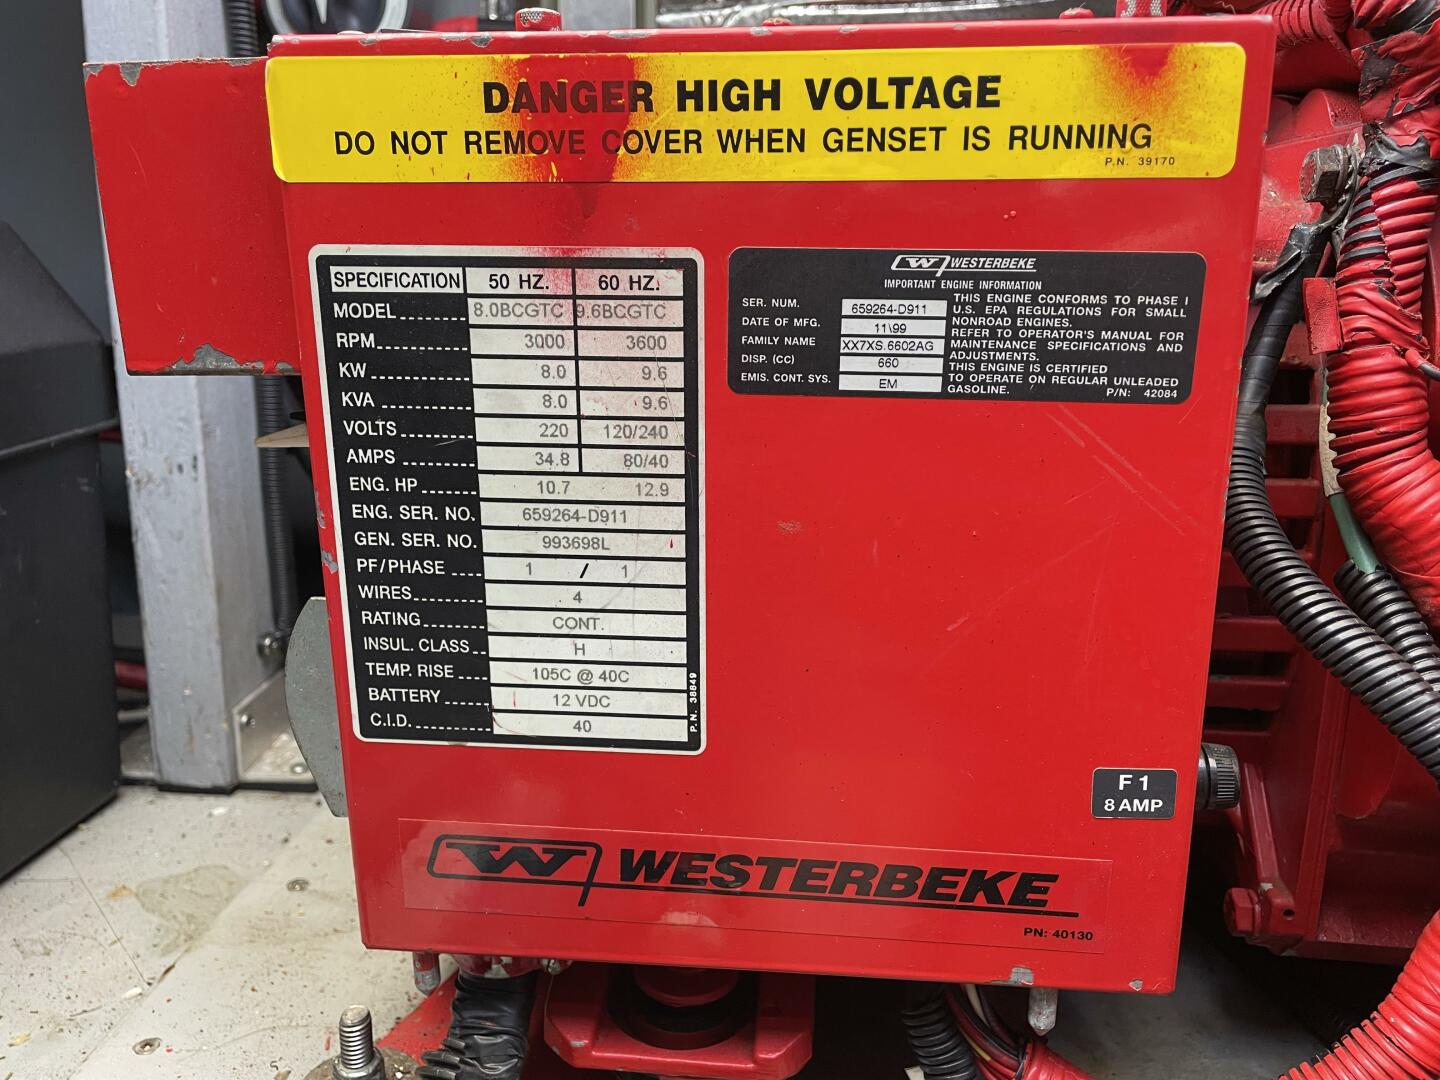 DANGER HIGH VOLTAGE
DO NOT REMOVE COVER WHEN GENSET IS RUNNING
P.N. 39170
SPECIFICATION 50 HZ. 60 HZ.
MODEL 8.0BCGTC 9.6BCGTC
RPM 3000 3600
KW 8.0 9.6
KVA 8.0 9.6
VOLTS 220 120/240
AMPS 34.8 80/40
ENG. HP 10.7 12.9
ENG. SER. NO. 659264-D911
GEN. SER. NO. 993698L
PF/PHASE 1 / 1
WIRES 4
RATING CONT.
INSUL. CLASS H
TEMP. RISE 105C @ 40C
BATTERY 12 VDC
C.I.D. 40
P.N. 38849
W WESTERBEKE
IMPORTANT ENGINE INFORMATION
SER. NUM. 659264-D911
DATE OF MFG. 11\99
FAMILY NAME XX7XS.6602AG
DISP. (CC) 660
EMIS. CONT. SYS. EM
THIS ENGINE CONFORMS TO PHASE I
U.S. EPA REGULATIONS FOR SMALL
NONROAD ENGINES.
REFER TO OPERATOR'S MANUAL FOR
MAINTENANCE SPECIFICATIONS AND
ADJUSTMENTS.
THIS ENGINE IS CERTIFIED
TO OPERATE ON REGULAR UNLEADED
GASOLINE. P/N: 42084
F 1
8 AMP
W WESTERBEKE
PN: 40130